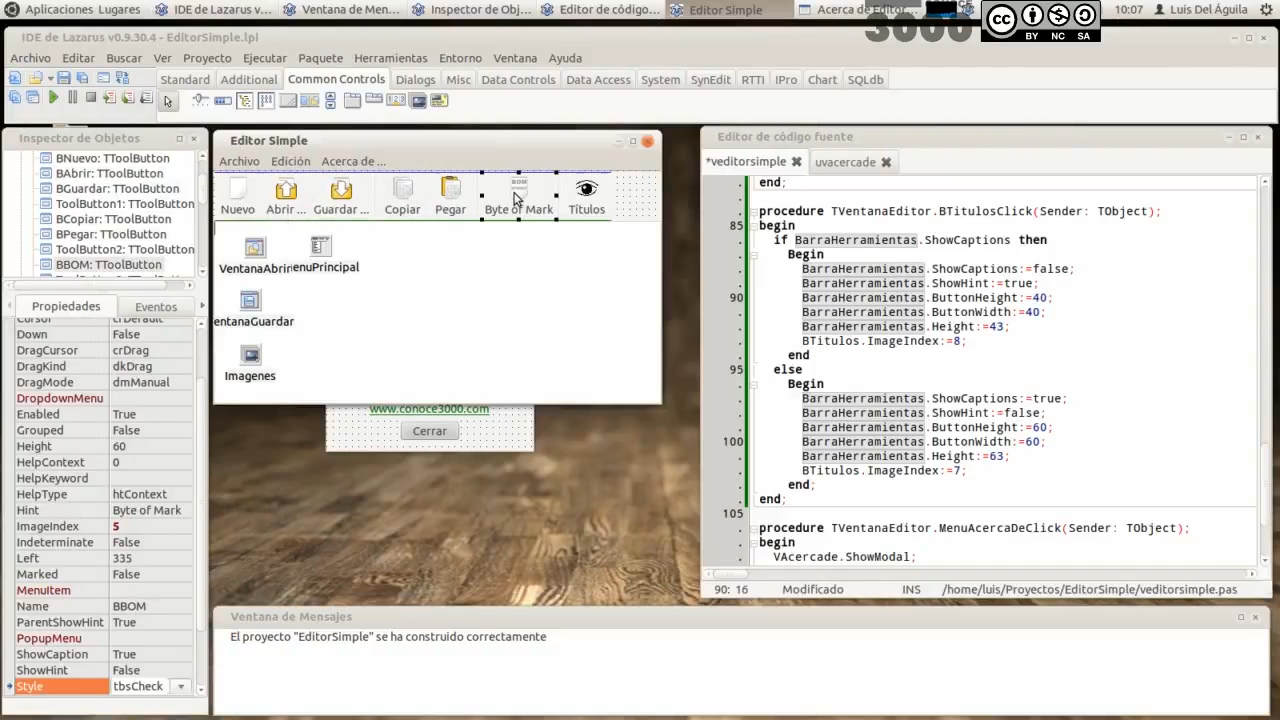 Aplicaciones Lugares IDE de Lazarus v... Ventana de Men... Inspector de Obj... Editor de código... Editor Simple Acerca de Editor... 10:07 Luis Del Águila
3000
CC BY NC SA
IDE de Lazarus v0.9.30.4 - EditorSimple.lpi
Archivo Editar Buscar Ver Proyecto Ejecutar Paquete Herramientas Entorno Ventana Ayuda
Standard Additional Common Controls Dialogs Misc Data Controls Data Access System SynEdit RTTI IPro Chart SQLdb
Inspector de Objetos
BNuevo: TToolButton
BAbrir: TToolButton
BGuardar: TToolButton
ToolButton1: TToolButton
BCopiar: TToolButton
BPegar: TToolButton
ToolButton2: TToolButton
BBOM: TToolButton
Propiedades Eventos
Cursor crDefault
Down False
DragCursor crDrag
DragKind dkDrag
DragMode dmManual
DropdownMenu
Enabled True
Grouped False
Height 60
HelpContext 0
HelpKeyword
HelpType htContext
Hint Byte of Mark
ImageIndex 5
Indeterminate False
Left 335
Marked False
MenuItem
Name BBOM
ParentShowHint True
PopupMenu
ShowCaption True
ShowHint False
Style tbsCheck
Editor Simple
Archivo Edición Acerca de ...
BOM
Nuevo Abrir ... Guardar ... Copiar Pegar Byte of Mark Títulos
VentanaAbrir enuPrincipal
entanaGuardar
Imagenes
www.conoce3000.com
Cerrar
Editor de código fuente
*veditorsimple uvacercade
end;
procedure TVentanaEditor.BTitulosClick(Sender: TObject);
85 begin
if BarraHerramientas.ShowCaptions then
Begin
BarraHerramientas.ShowCaptions:=false;
BarraHerramientas.ShowHint:=true;
90 BarraHerramientas.ButtonHeight:=40;
BarraHerramientas.ButtonWidth:=40;
BarraHerramientas.Height:=43;
BTitulos.ImageIndex:=8;
end
95 else
Begin
BarraHerramientas.ShowCaptions:=true;
BarraHerramientas.ShowHint:=false;
BarraHerramientas.ButtonHeight:=60;
100 BarraHerramientas.ButtonWidth:=60;
BarraHerramientas.Height:=63;
BTitulos.ImageIndex:=7;
end;
end;
105
procedure TVentanaEditor.MenuAcercaDeClick(Sender: TObject);
begin
VAcercade.ShowModal;
90: 16 Modificado INS /home/luis/Proyectos/EditorSimple/veditorsimple.pas
Ventana de Mensajes
El proyecto "EditorSimple" se ha construido correctamente